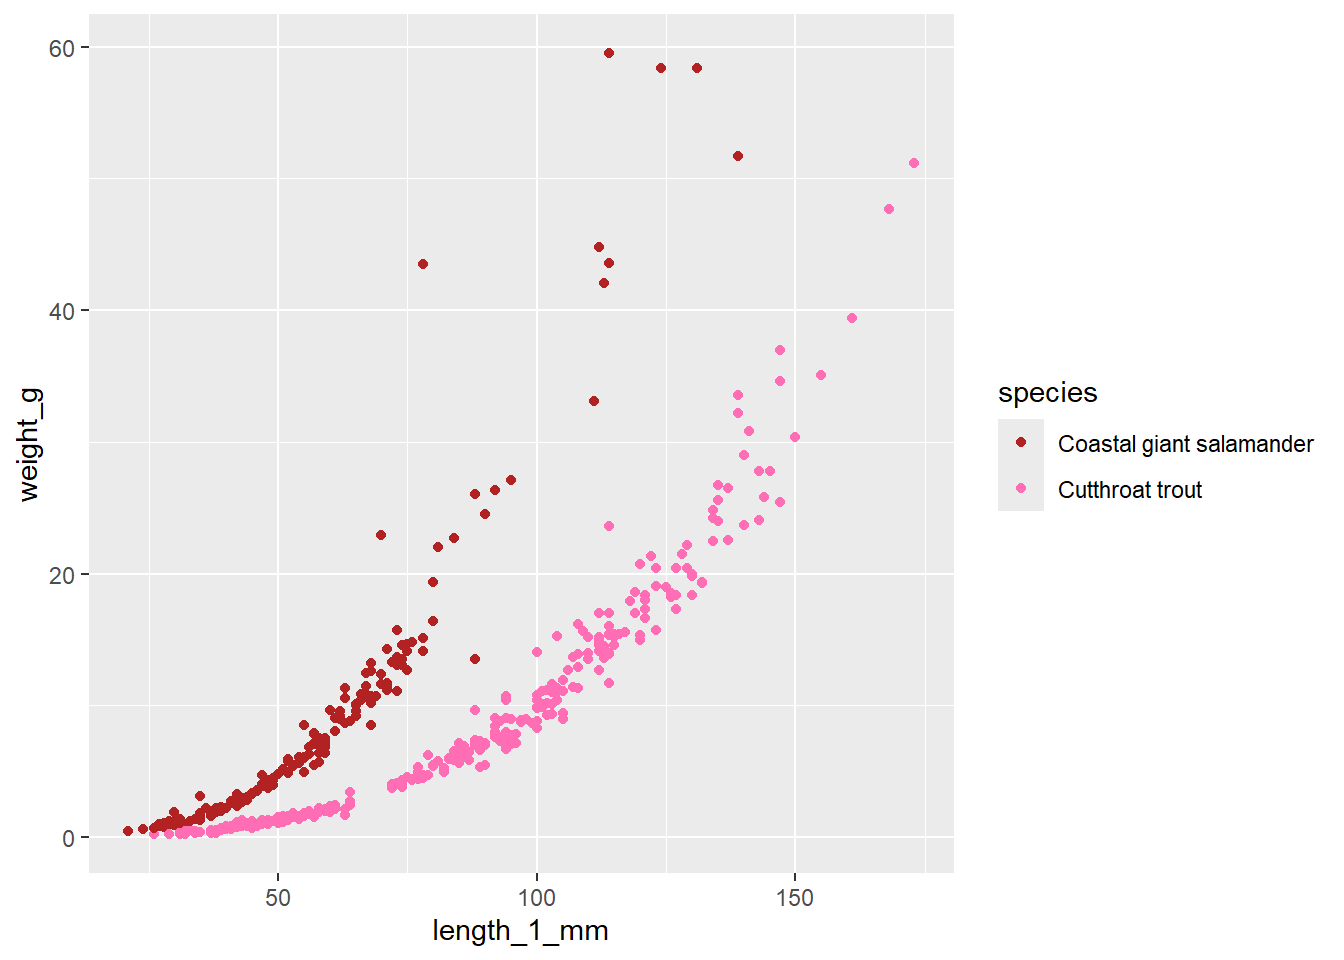 60
40
20
0
weight_g
50
100
150
length_1_mm
species
Coastal giant salamander
Cutthroat trout